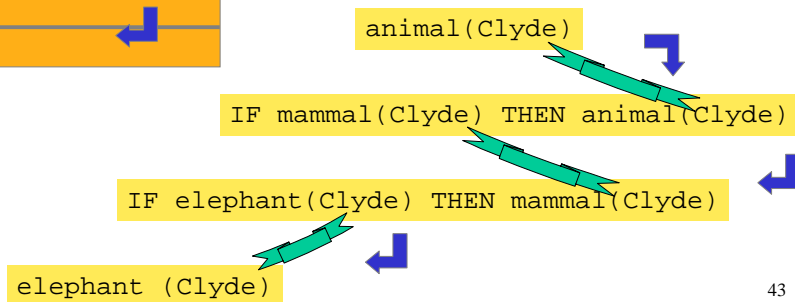 animal(Clyde)
IF mammal(Clyde) THEN animal(Clyde)
IF elephant(Clyde) THEN mammal(Clyde)
elephant (Clyde)
43